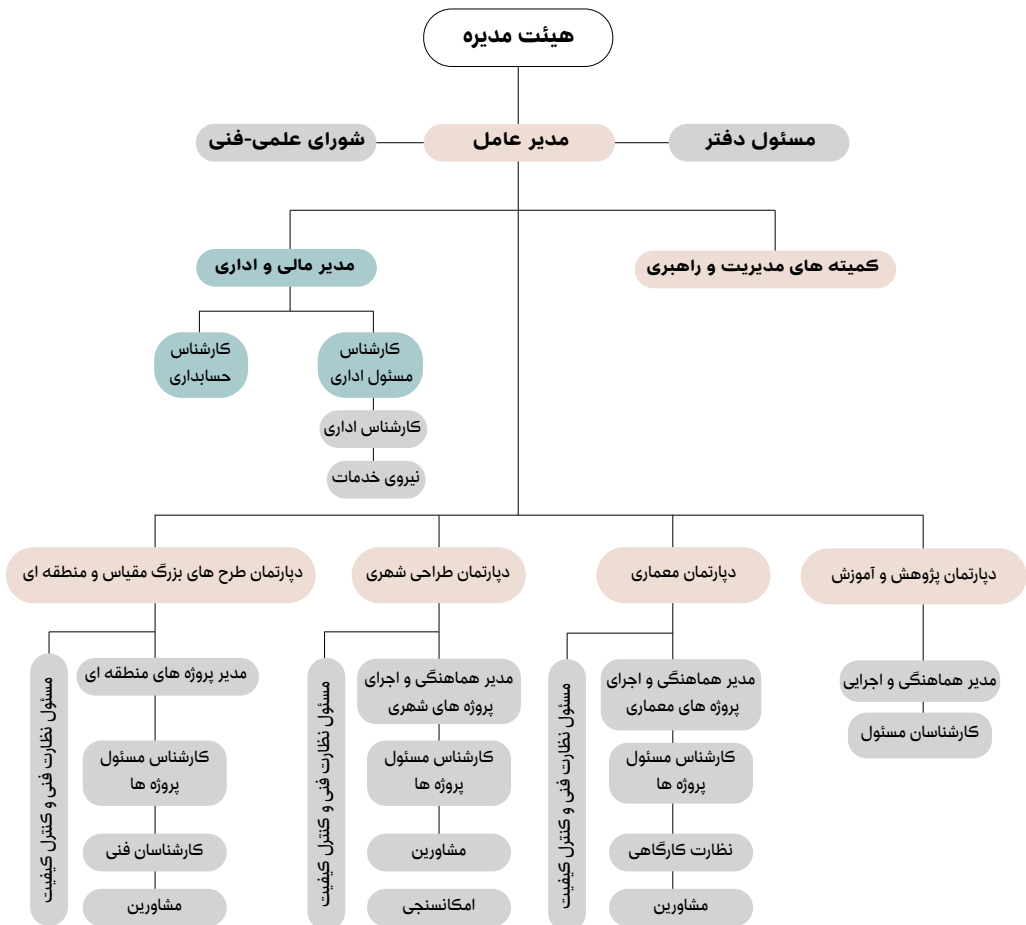 هیئت مدیره
مسئول دفتر
مدیر عامل
شورای علمی-فنی
کمیته های مدیریت و راهبری
مدیر مالی و اداری
کارشناس
مسئول اداری
کارشناس
حسابداری
کارشناس اداری
نیروی خدمات
دپارتمان پژوهش و آموزش
دپارتمان معماری
دپارتمان طراحی شهری
دپارتمان طرح های بزرگ مقیاس و منطقه ای
مدیر هماهنگی و اجرایی
کارشناسان مسئول
مدیر هماهنگی و اجرای
پروژه های معماری
کارشناس مسئول
پروژه ها
نظارت کارگاهی
مشاورین
مسئول نظارت فنی و کنترل کیفیت
مدیر هماهنگی و اجرای
پروژه های شهری
کارشناس مسئول
پروژه ها
مشاورین
امکانسنجی
مسئول نظارت فنی و کنترل کیفیت
مدیر پروژه های منطقه ای
کارشناس مسئول
پروژه ها
کارشناسان فنی
مشاورین
مسئول نظارت فنی و کنترل کیفیت